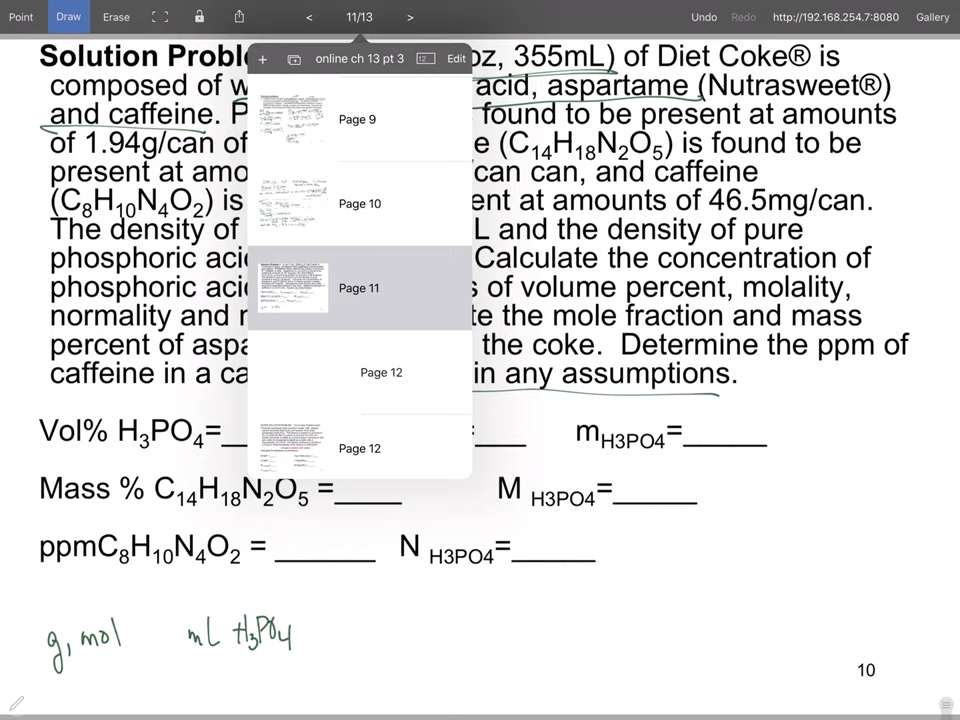 Point Draw Erase < 11/13 > Undo Redo http://192.168.254.7:8080 Gallery
+ online ch 13 pt 3 12 Edit
Page 9
Page 10
Page 11
Page 12
Page 12
Solution Probl oz, 355mL) of Diet Coke® is
composed of w acid, aspartame (Nutrasweet®)
and caffeine. P found to be present at amounts
of 1.94g/can of e (C14H18N2O5) is found to be
present at amo can can, and caffeine
(C8H10N4O2) is ent at amounts of 46.5mg/can.
The density of L and the density of pure
phosphoric acid Calculate the concentration of
phosphoric acid s of volume percent, molality,
normality and te the mole fraction and mass
percent of aspa the coke. Determine the ppm of
caffeine in a ca in any assumptions.
Vol% H3PO4=___ =___ mH3PO4=______
Mass % C14H18N2O5 =_____ M H3PO4=______
ppmC8H10N4O2 = _______ N H3PO4=______
g, mol mL H3PO4
10